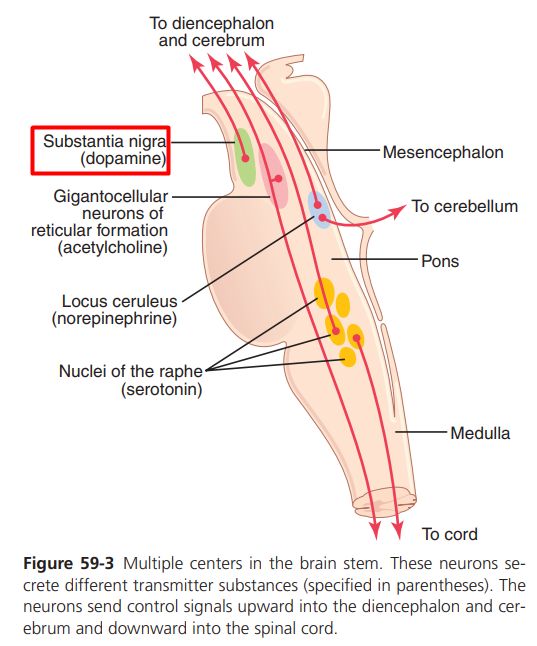 To diencephalon
and cerebrum
Substantia nigra
(dopamine)
Mesencephalon
Gigantocellular
neurons of
reticular formation
(acetylcholine)
To cerebellum
Pons
Locus ceruleus
(norepinephrine)
Nuclei of the raphe
(serotonin)
Medulla
To cord
Figure 59-3 Multiple centers in the brain stem. These neurons se-
crete different transmitter substances (specified in parentheses). The
neurons send control signals upward into the diencephalon and cer-
ebrum and downward into the spinal cord.